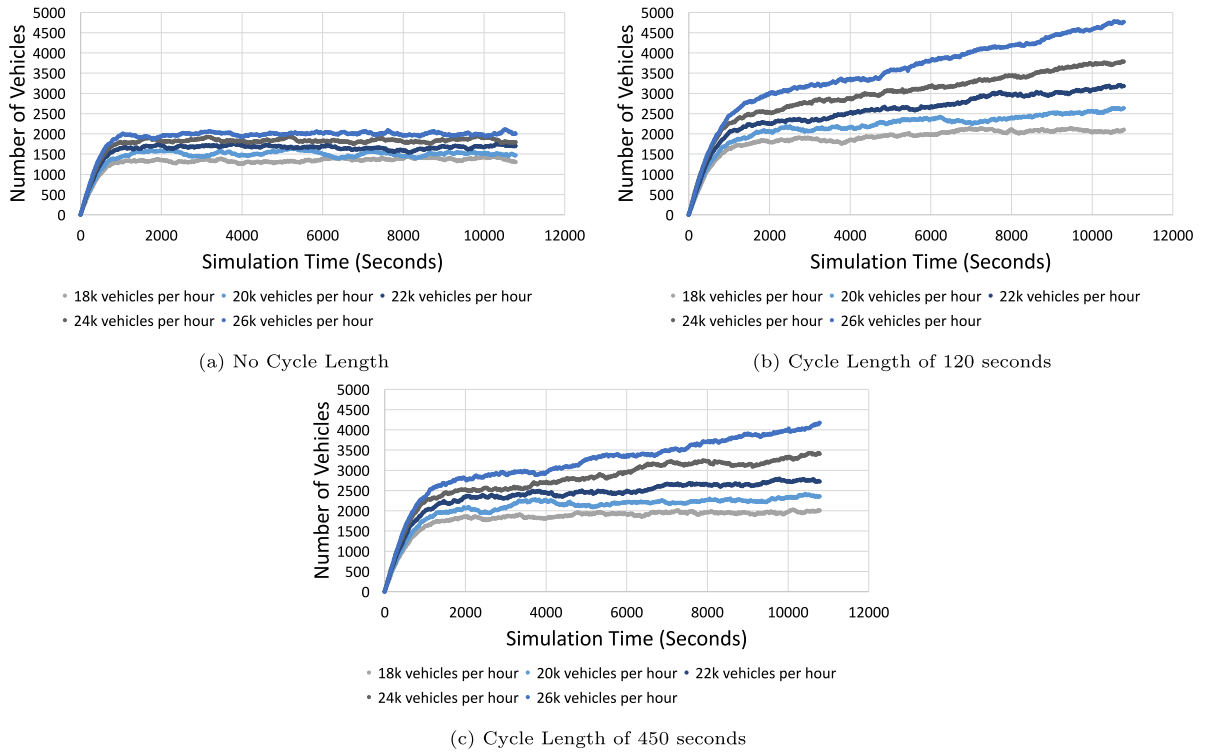 Number of Vehicles
5000
4500
4000
3500
3000
2500
2000
1500
1000
500
0
0 2000 4000 6000 8000 10000 12000
Simulation Time (Seconds)
18k vehicles per hour 20k vehicles per hour 22k vehicles per hour
24k vehicles per hour 26k vehicles per hour
(a) No Cycle Length
Number of Vehicles
5000
4500
4000
3500
3000
2500
2000
1500
1000
500
0
0 2000 4000 6000 8000 10000 12000
Simulation Time (Seconds)
18k vehicles per hour 20k vehicles per hour 22k vehicles per hour
24k vehicles per hour 26k vehicles per hour
(b) Cycle Length of 120 seconds
Number of Vehicles
5000
4500
4000
3500
3000
2500
2000
1500
1000
500
0
0 2000 4000 6000 8000 10000 12000
Simulation Time (Seconds)
18k vehicles per hour 20k vehicles per hour 22k vehicles per hour
24k vehicles per hour 26k vehicles per hour
(c) Cycle Length of 450 seconds